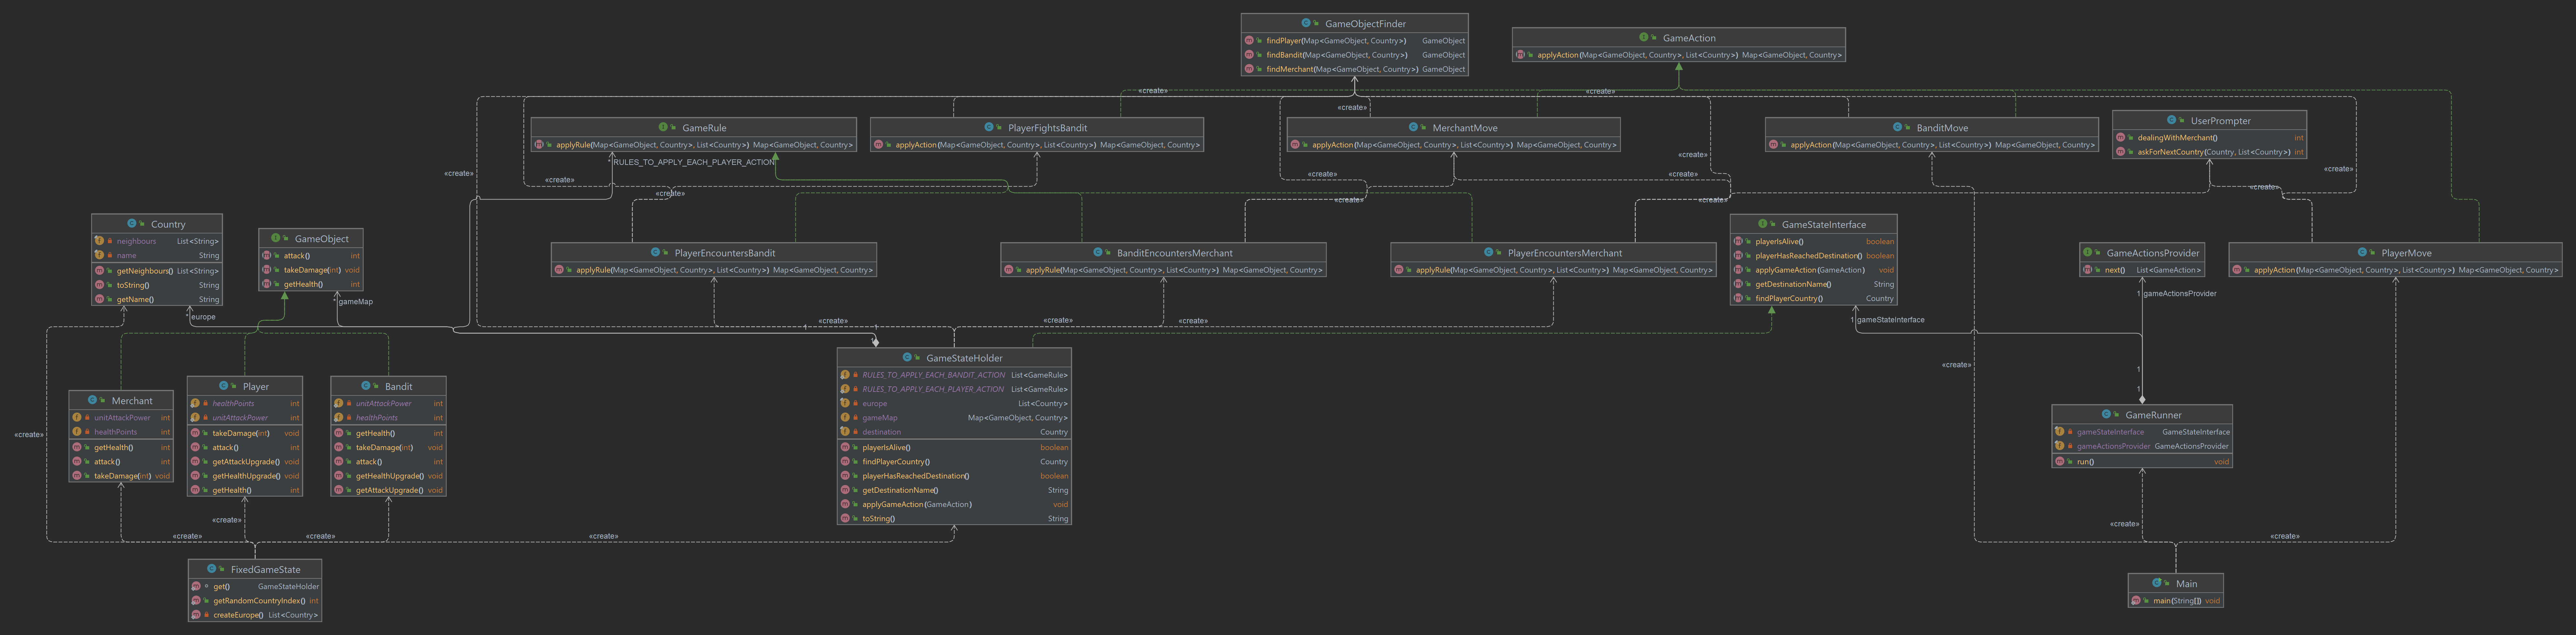 GameObjectFinder
findPlayer(Map<GameObject, Country>) GameObject
findBandit(Map<GameObject, Country>) GameObject
findMerchant(Map<GameObject, Country>) GameObject
GameAction
applyAction(Map<GameObject, Country>, List<Country>) Map<GameObject, Country>
«create»
«create»
«create»
«create»
GameRule
applyRule(Map<GameObject, Country>, List<Country>) Map<GameObject, Country>
PlayerFightsBandit
applyAction(Map<GameObject, Country>, List<Country>) Map<GameObject, Country>
MerchantMove
applyAction(Map<GameObject, Country>, List<Country>) Map<GameObject, Country>
BanditMove
applyAction(Map<GameObject, Country>, List<Country>) Map<GameObject, Country>
UserPrompter
dealingWithMerchant() int
askForNextCountry(Country, List<Country>) int
RULES_TO_APPLY_EACH_PLAYER_ACTION
«create»
«create»
«create»
«create»
«create»
«create»
«create»
«create»
«create»
«create»
«create»
Country
neighbours List<String>
name String
getNeighbours() List<String>
toString() String
getName() String
GameObject
attack() int
takeDamage(int) void
getHealth() int
PlayerEncountersBandit
applyRule(Map<GameObject, Country>, List<Country>) Map<GameObject, Country>
BanditEncountersMerchant
applyRule(Map<GameObject, Country>, List<Country>) Map<GameObject, Country>
PlayerEncountersMerchant
applyRule(Map<GameObject, Country>, List<Country>) Map<GameObject, Country>
GameStateInterface
playerIsAlive() boolean
playerHasReachedDestination() boolean
applyGameAction(GameAction) void
getDestinationName() String
findPlayerCountry() Country
GameActionsProvider
next() List<GameAction>
PlayerMove
applyAction(Map<GameObject, Country>, List<Country>) Map<GameObject, Country>
* gameMap
* europe
1 gameActionsProvider
1 gameStateInterface
«create»
«create»
«create»
1
1
1
«create»
1
1
Merchant
unitAttackPower int
healthPoints int
getHealth() int
attack() int
takeDamage(int) void
Player
healthPoints int
unitAttackPower int
takeDamage(int) void
attack() int
getAttackUpgrade() void
getHealthUpgrade() void
getHealth() int
Bandit
unitAttackPower int
healthPoints int
getHealth() int
takeDamage(int) void
attack() int
getHealthUpgrade() void
getAttackUpgrade() void
GameStateHolder
RULES_TO_APPLY_EACH_BANDIT_ACTION List<GameRule>
RULES_TO_APPLY_EACH_PLAYER_ACTION List<GameRule>
europe List<Country>
gameMap Map<GameObject, Country>
destination Country
playerIsAlive() boolean
findPlayerCountry() Country
playerHasReachedDestination() boolean
getDestinationName() String
applyGameAction(GameAction) void
toString() String
GameRunner
gameStateInterface GameStateInterface
gameActionsProvider GameActionsProvider
run() void
«create»
«create»
«create»
«create»
«create»
«create»
«create»
«create»
FixedGameState
get() GameStateHolder
getRandomCountryIndex() int
createEurope() List<Country>
Main
main(String[]) void